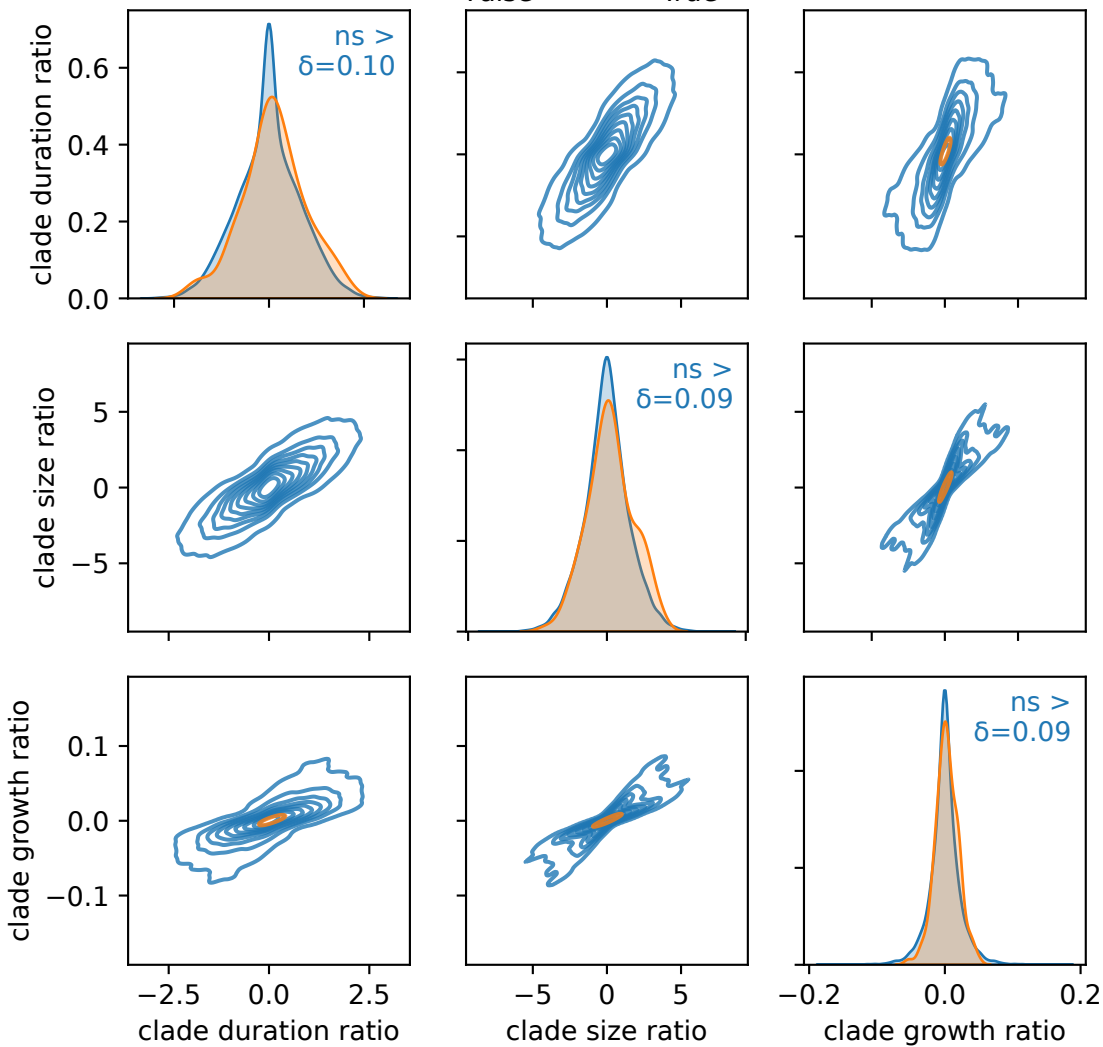 clade duration ratio
0.6
0.4
0.2
0.0
ns >
δ=0.10
clade size ratio
5
0
−5
ns >
δ=0.09
clade growth ratio
0.1
0.0
−0.1
ns >
δ=0.09
−2.5 0.0 2.5
−5 0 5
−0.2 0.0 0.2
clade duration ratio
clade size ratio
clade growth ratio